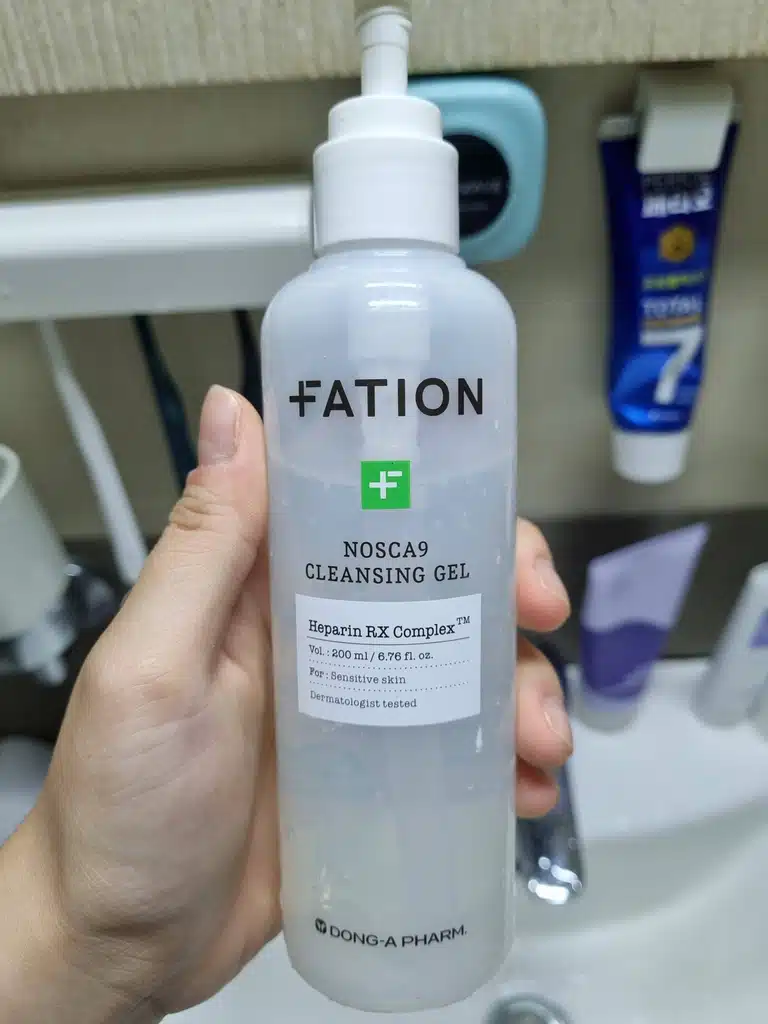 FATION
NOSCA9
CLEANSING GEL
Heparin RX Complex™
Vol. : 200 ml / 6.76 fl. oz.
For : Sensitive skin
Dermatologist tested
DONG-A PHARM.
TOTAL
7